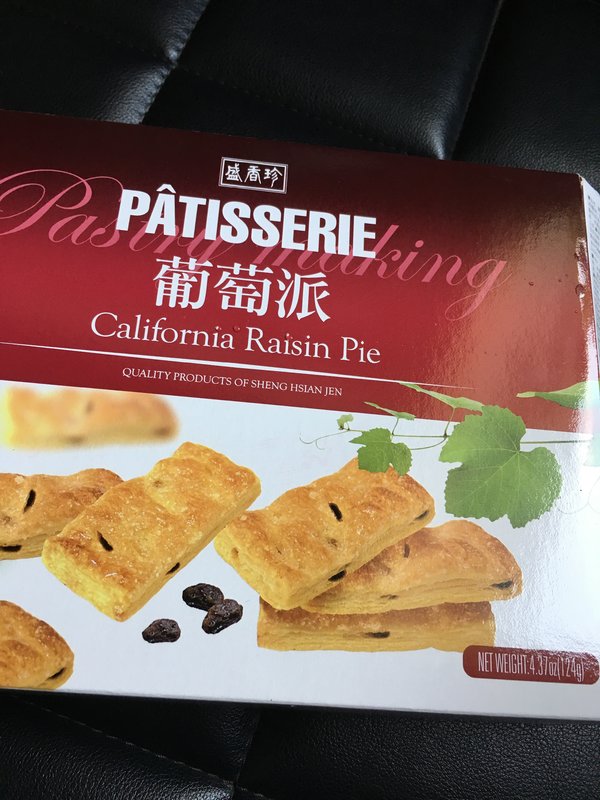 盛香珍
Pastry making
PÂTISSERIE
葡萄派
California Raisin Pie
QUALITY PRODUCTS OF SHENG HSIAN JEN
NET WEIGHT:4.37oz(124g)